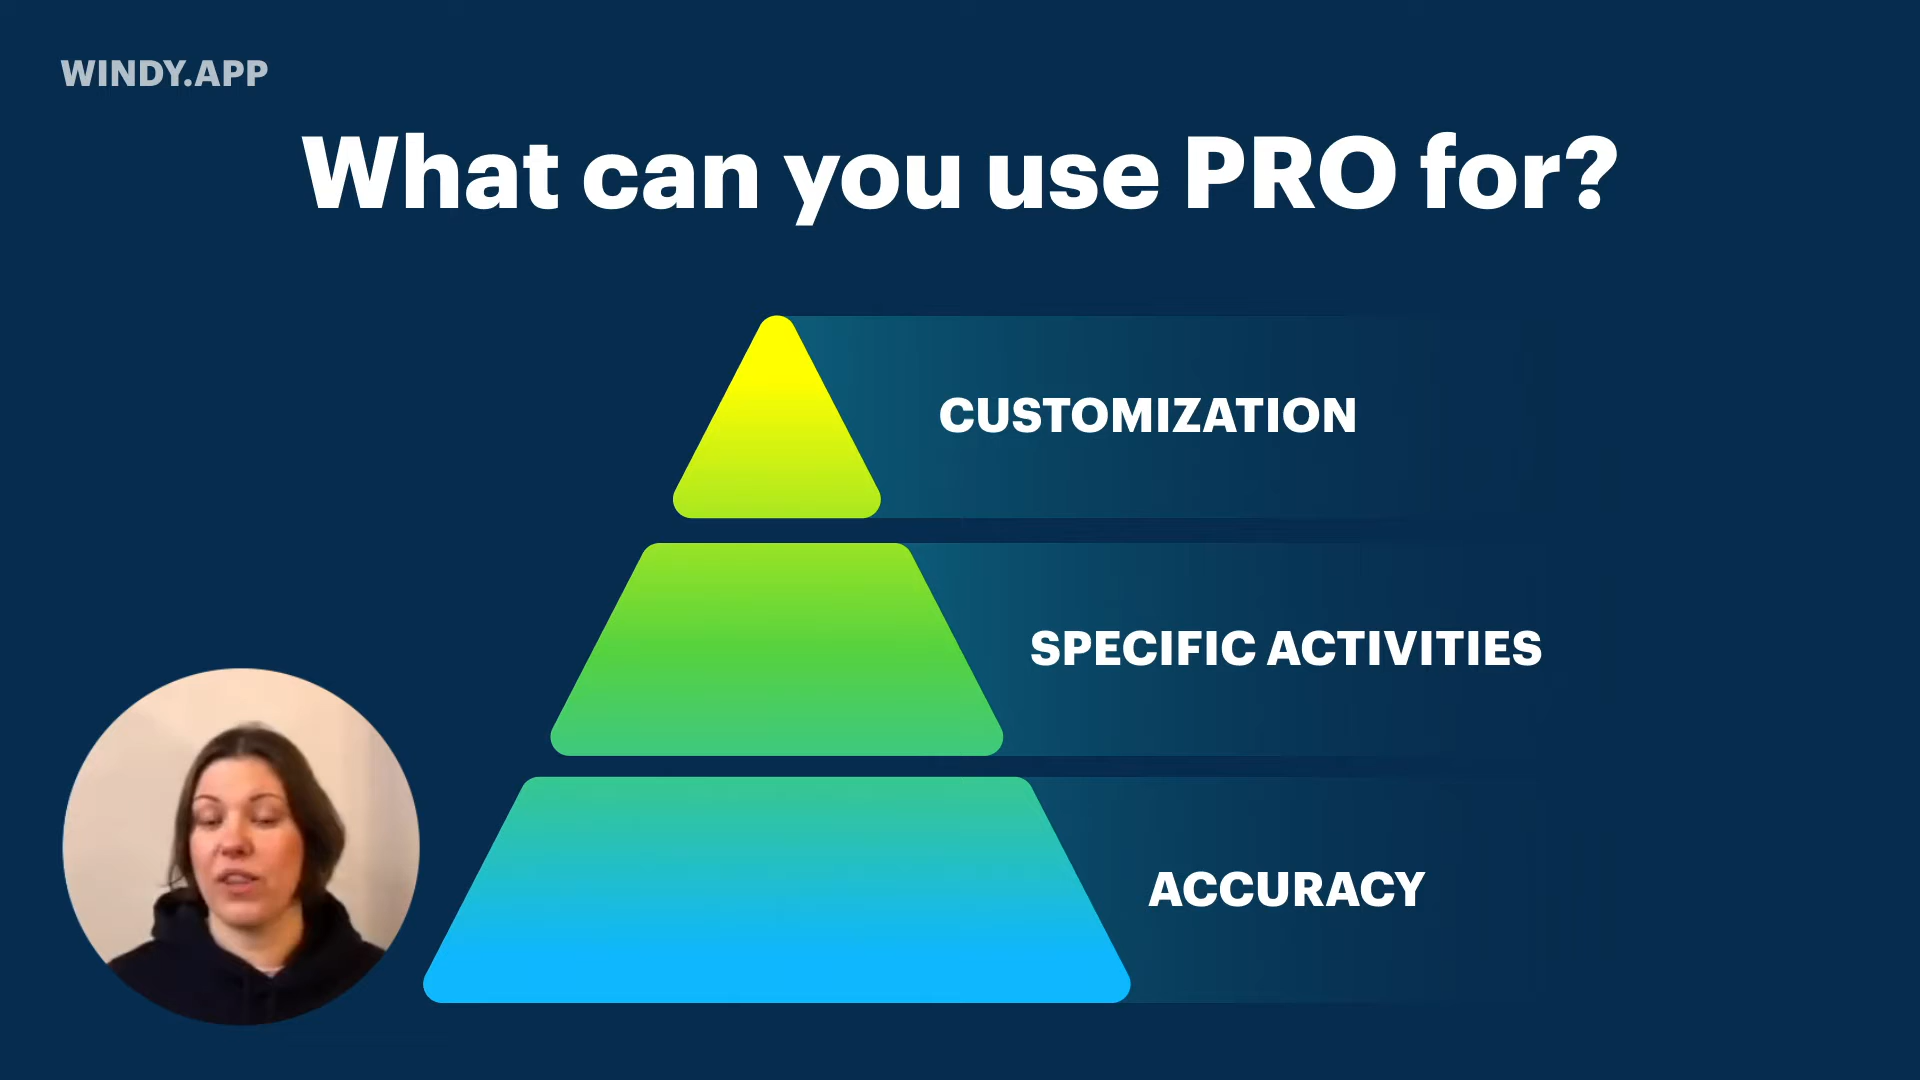 WINDY.APP
What can you use PRO for?
CUSTOMIZATION
SPECIFIC ACTIVITIES
ACCURACY